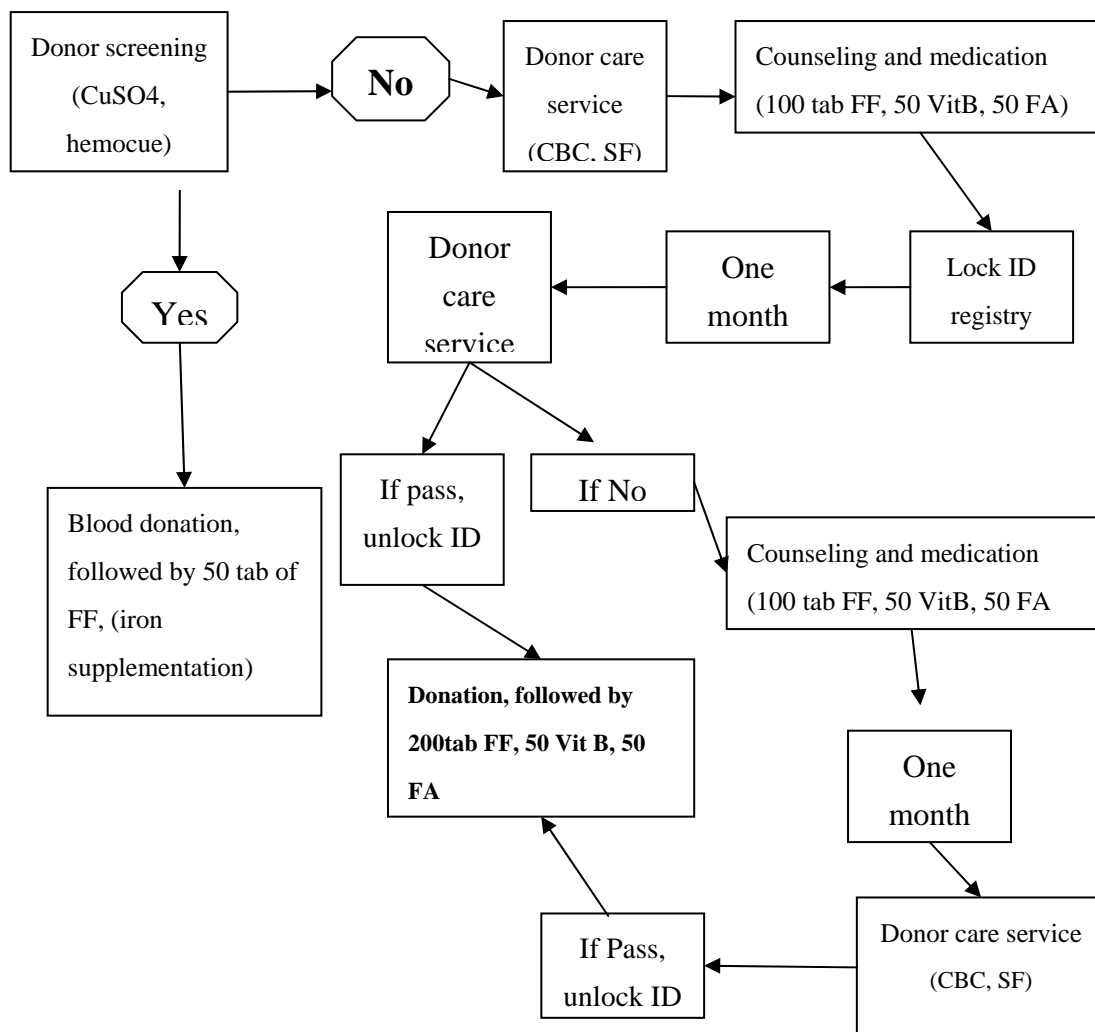 Donor screening
(CuSO4,
hemocue)
No
Donor care
service
(CBC, SF)
Counseling and medication
(100 tab FF, 50 VitB, 50 FA)
Donor
care
service
One
month
Lock ID
registry
Yes
If pass,
unlock ID
If No
Blood donation,
followed by 50 tab of
FF, (iron
supplementation)
Counseling and medication
(100 tab FF, 50 VitB, 50 FA
Donation, followed by
200tab FF, 50 Vit B, 50
FA
One
month
If Pass,
unlock ID
Donor care service
(CBC, SF)